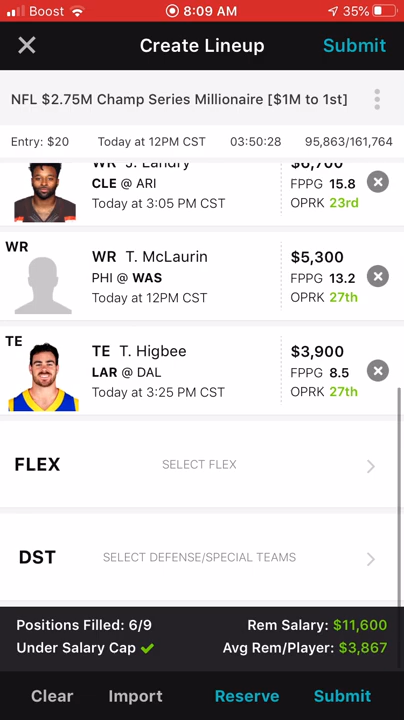 Boost 8:09 AM 35%
Create Lineup Submit
NFL $2.75M Champ Series Millionaire [$1M to 1st]
Entry: $20 Today at 12PM CST 03:50:28 95,863/161,764
WR J. Landry $6,700
CLE @ ARI FPPG 15.8
Today at 3:05 PM CST OPRK 23rd
WR
WR T. McLaurin $5,300
PHI @ WAS FPPG 13.2
Today at 12PM CST OPRK 27th
TE
TE T. Higbee $3,900
LAR @ DAL FPPG 8.5
Today at 3:25 PM CST OPRK 27th
FLEX SELECT FLEX
DST SELECT DEFENSE/SPECIAL TEAMS
Positions Filled: 6/9 Rem Salary: $11,600
Under Salary Cap Avg Rem/Player: $3,867
Clear Import Reserve Submit